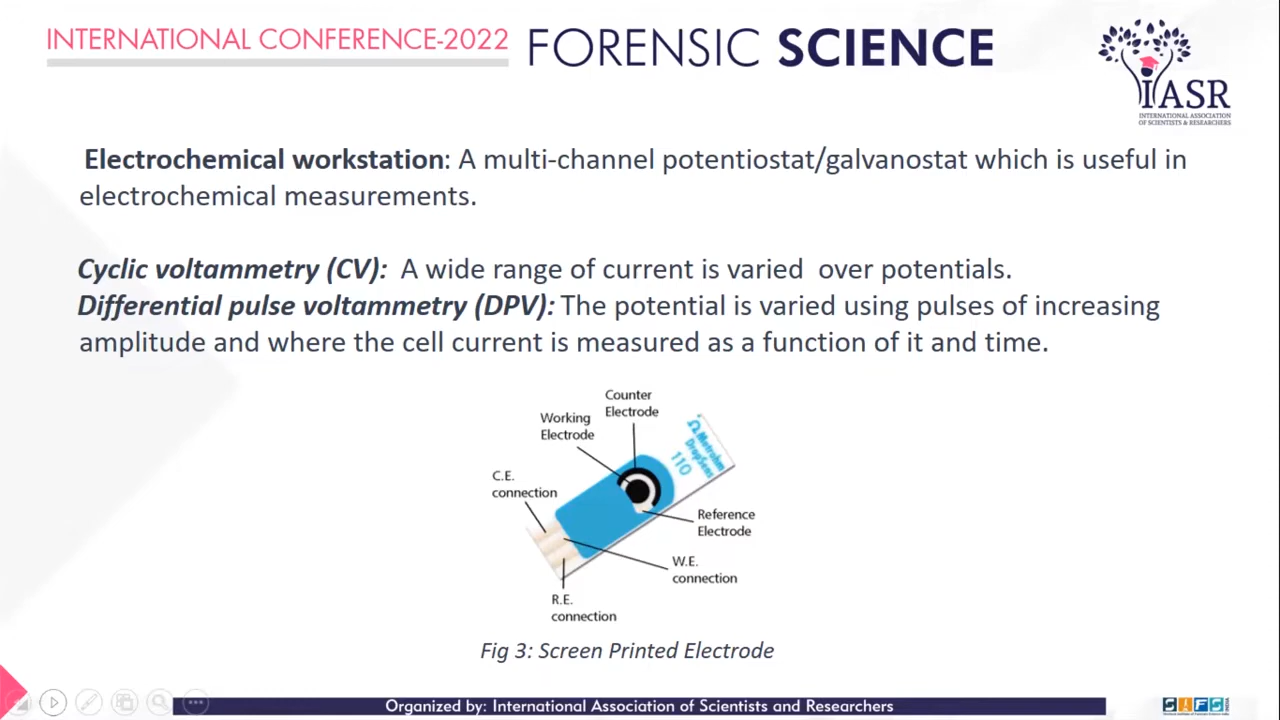 INTERNATIONAL CONFERENCE-2022 FORENSIC SCIENCE
IASR
INTERNATIONAL ASSOCIATION
OF SCIENTISTS & RESEARCHERS
Electrochemical workstation: A multi-channel potentiostat/galvanostat which is useful in
electrochemical measurements.
Cyclic voltammetry (CV): A wide range of current is varied over potentials.
Differential pulse voltammetry (DPV): The potential is varied using pulses of increasing
amplitude and where the cell current is measured as a function of it and time.
Counter
Electrode
Working
Electrode
C.E.
connection
Metrohm
DropSens
110
Reference
Electrode
W.E.
connection
R.E.
connection
Fig 3: Screen Printed Electrode
Organized by: International Association of Scientists and Researchers
SIFS